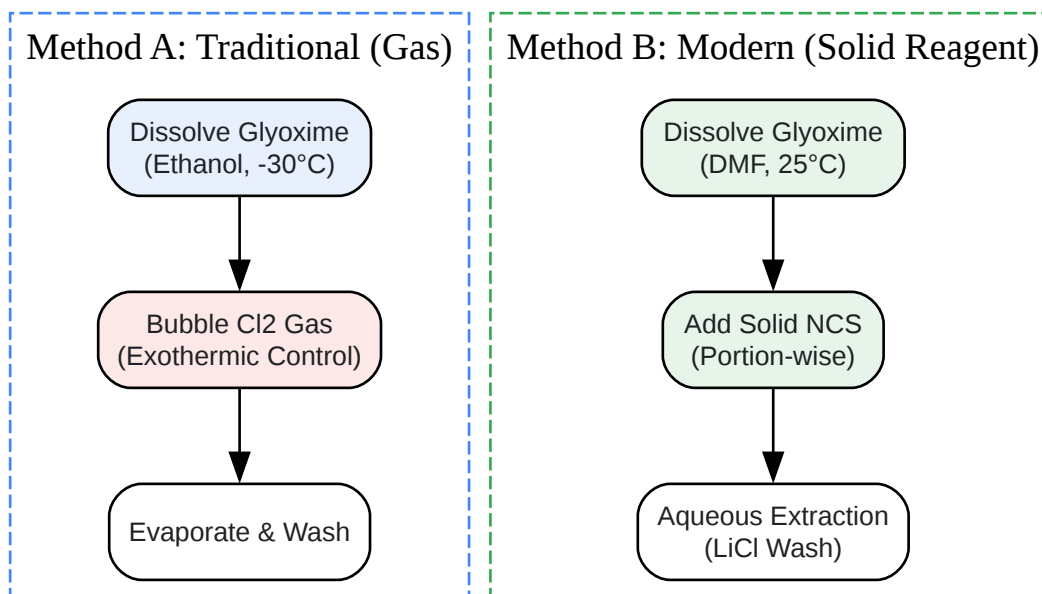 Method A: Traditional (Gas)
Dissolve Glyoxime
(Ethanol, -30°C)
Bubble Cl2 Gas
(Exothermic Control)
Evaporate & Wash
Method B: Modern (Solid Reagent)
Dissolve Glyoxime
(DMF, 25°C)
Add Solid NCS
(Portion-wise)
Aqueous Extraction
(LiCl Wash)